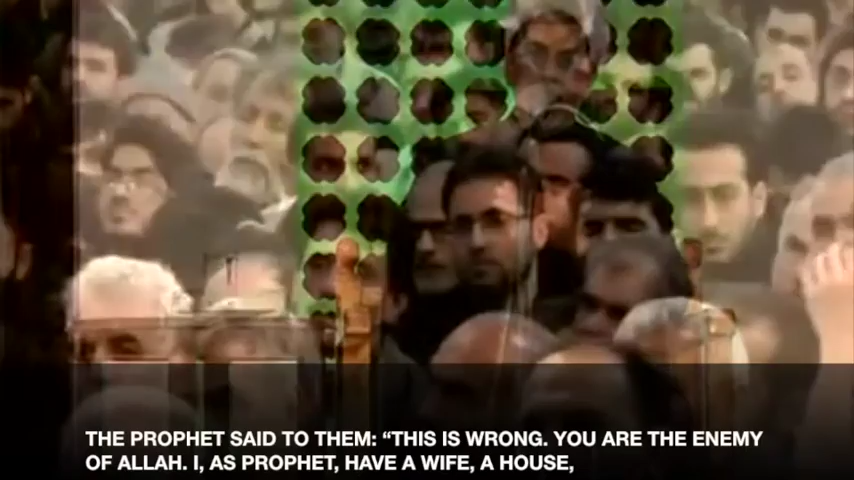 THE PROPHET SAID TO THEM: “THIS IS WRONG. YOU ARE THE ENEMY
OF ALLAH. I, AS PROPHET, HAVE A WIFE, A HOUSE,